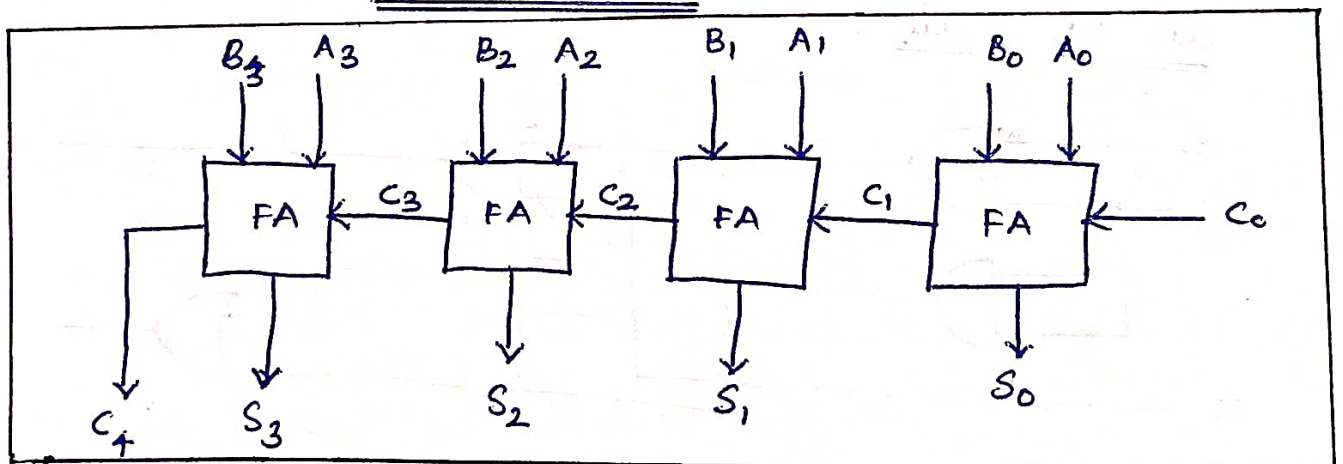 B₃ A₃ B₂ A₂ B₁ A₁ B₀ A₀
FA C₃ FA C₂ FA C₁ FA C₀
C₄ S₃ S₂ S₁ S₀